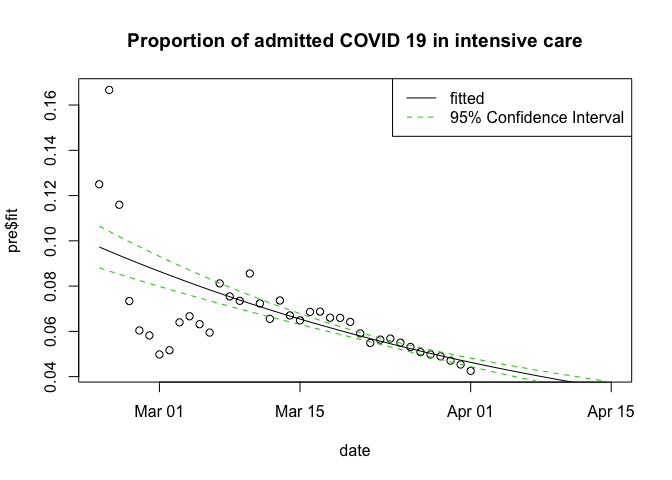 Proportion of admitted COVID 19 in intensive care
fitted
95% Confidence Interval
pre$fit
0.16
0.14
0.12
0.10
0.08
0.06
0.04
Mar 01 Mar 15 Apr 01 Apr 15
date